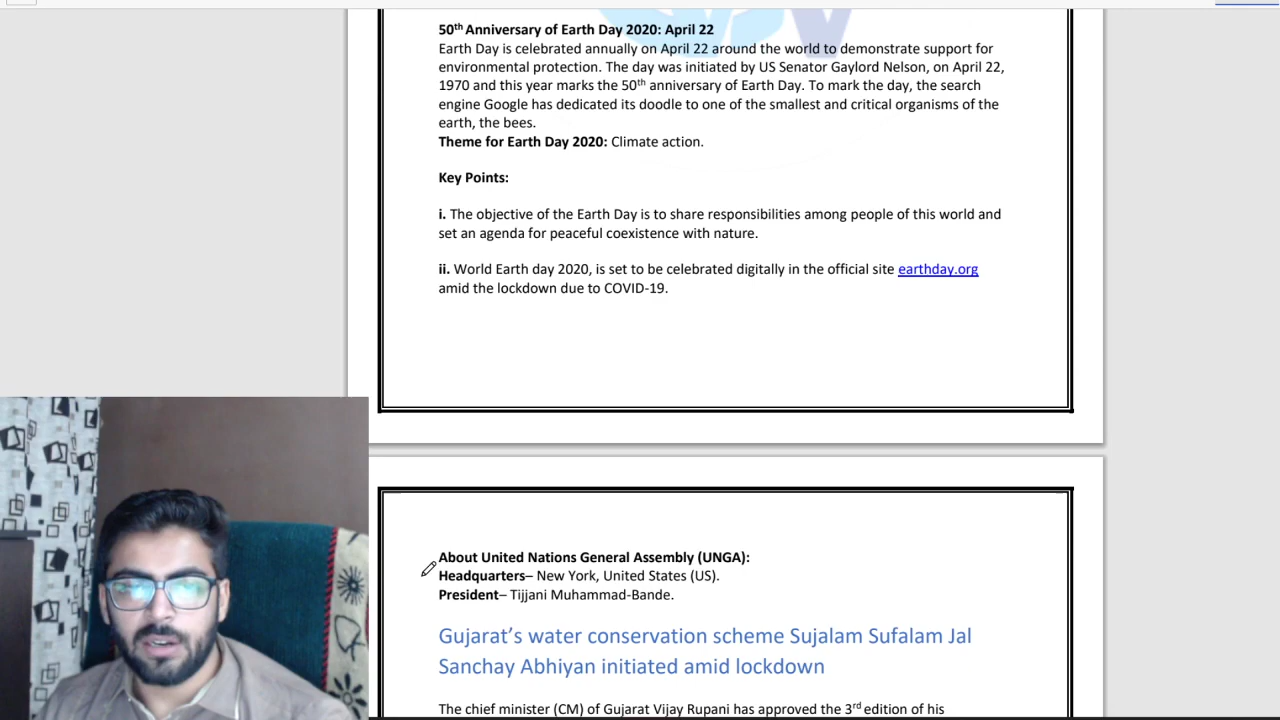 50th Anniversary of Earth Day 2020: April 22
Earth Day is celebrated annually on April 22 around the world to demonstrate support for
environmental protection. The day was initiated by US Senator Gaylord Nelson, on April 22,
1970 and this year marks the 50th anniversary of Earth Day. To mark the day, the search
engine Google has dedicated its doodle to one of the smallest and critical organisms of the
earth, the bees.
Theme for Earth Day 2020: Climate action.
Key Points:
i. The objective of the Earth Day is to share responsibilities among people of this world and
set an agenda for peaceful coexistence with nature.
ii. World Earth day 2020, is set to be celebrated digitally in the official site earthday.org
amid the lockdown due to COVID-19.
About United Nations General Assembly (UNGA):
Headquarters– New York, United States (US).
President– Tijjani Muhammad-Bande.
Gujarat’s water conservation scheme Sujalam Sufalam Jal
Sanchay Abhiyan initiated amid lockdown
The chief minister (CM) of Gujarat Vijay Rupani has approved the 3rd edition of his